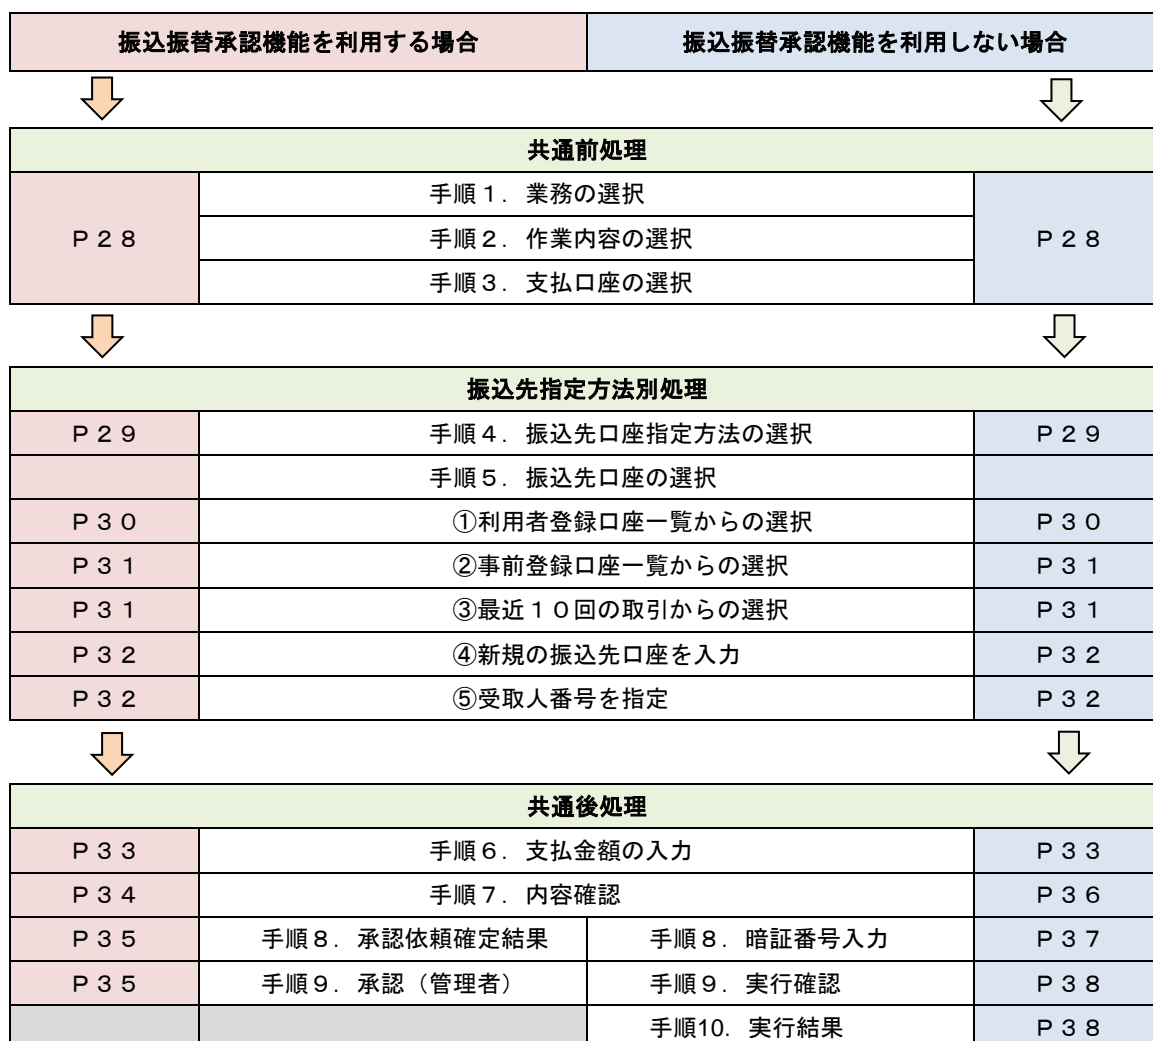 振込振替承認機能を利用する場合 振込振替承認機能を利用しない場合
共通前処理
手順１．業務の選択
Ｐ２８ 手順２．作業内容の選択 Ｐ２８
手順３．支払口座の選択
振込先指定方法別処理
Ｐ２９ 手順４．振込先口座指定方法の選択 Ｐ２９
手順５．振込先口座の選択
Ｐ３０ ①利用者登録口座一覧からの選択 Ｐ３０
Ｐ３１ ②事前登録口座一覧からの選択 Ｐ３１
Ｐ３１ ③最近１０回の取引からの選択 Ｐ３１
Ｐ３２ ④新規の振込先口座を入力 Ｐ３２
Ｐ３２ ⑤受取人番号を指定 Ｐ３２
共通後処理
Ｐ３３ 手順６．支払金額の入力 Ｐ３３
Ｐ３４ 手順７．内容確認 Ｐ３６
Ｐ３５ 手順８．承認依頼確定結果 手順８．暗証番号入力 Ｐ３７
Ｐ３５ 手順９．承認（管理者） 手順９．実行確認 Ｐ３８
手順10．実行結果 Ｐ３８